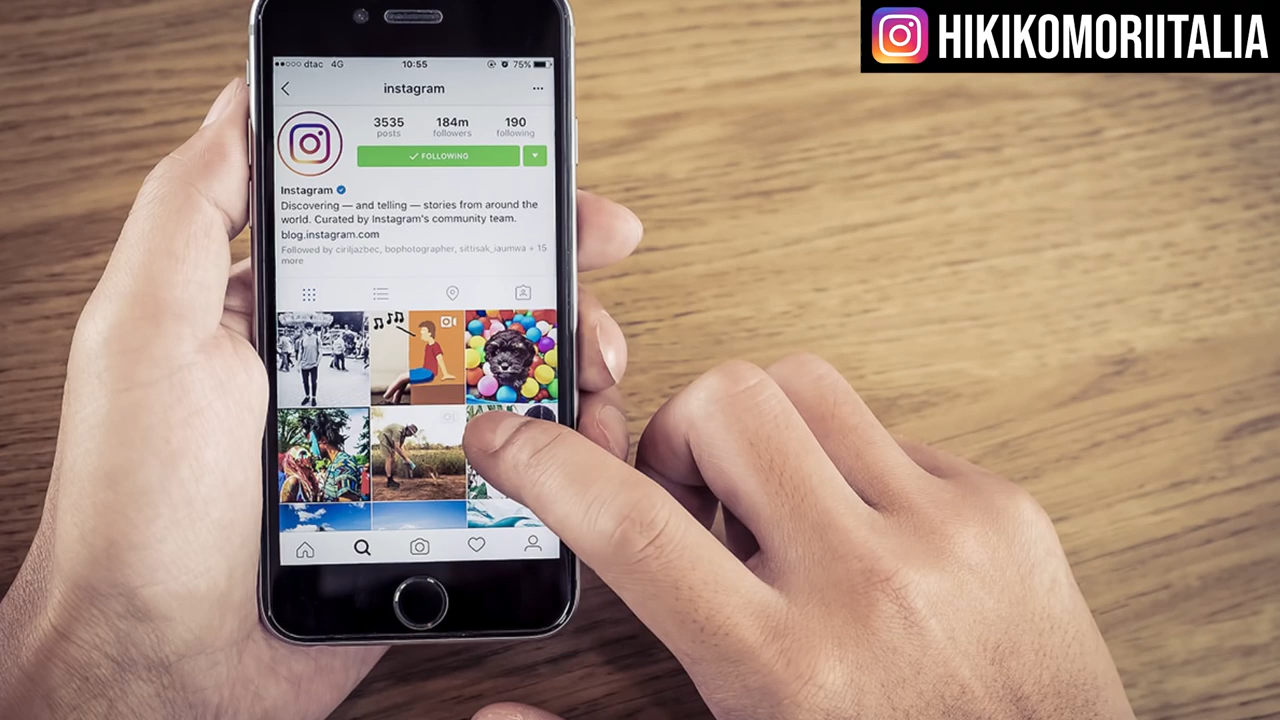 HIKIKOMORIITALIA
dtac 4G 10:55 75%
instagram
3535 184m 190
posts followers following
FOLLOWING
Instagram
Discovering — and telling — stories from around the
world. Curated by Instagram's community team.
blog.instagram.com
Followed by ciriljazbec, bophotographer, sittisak_iaumwa + 15
more